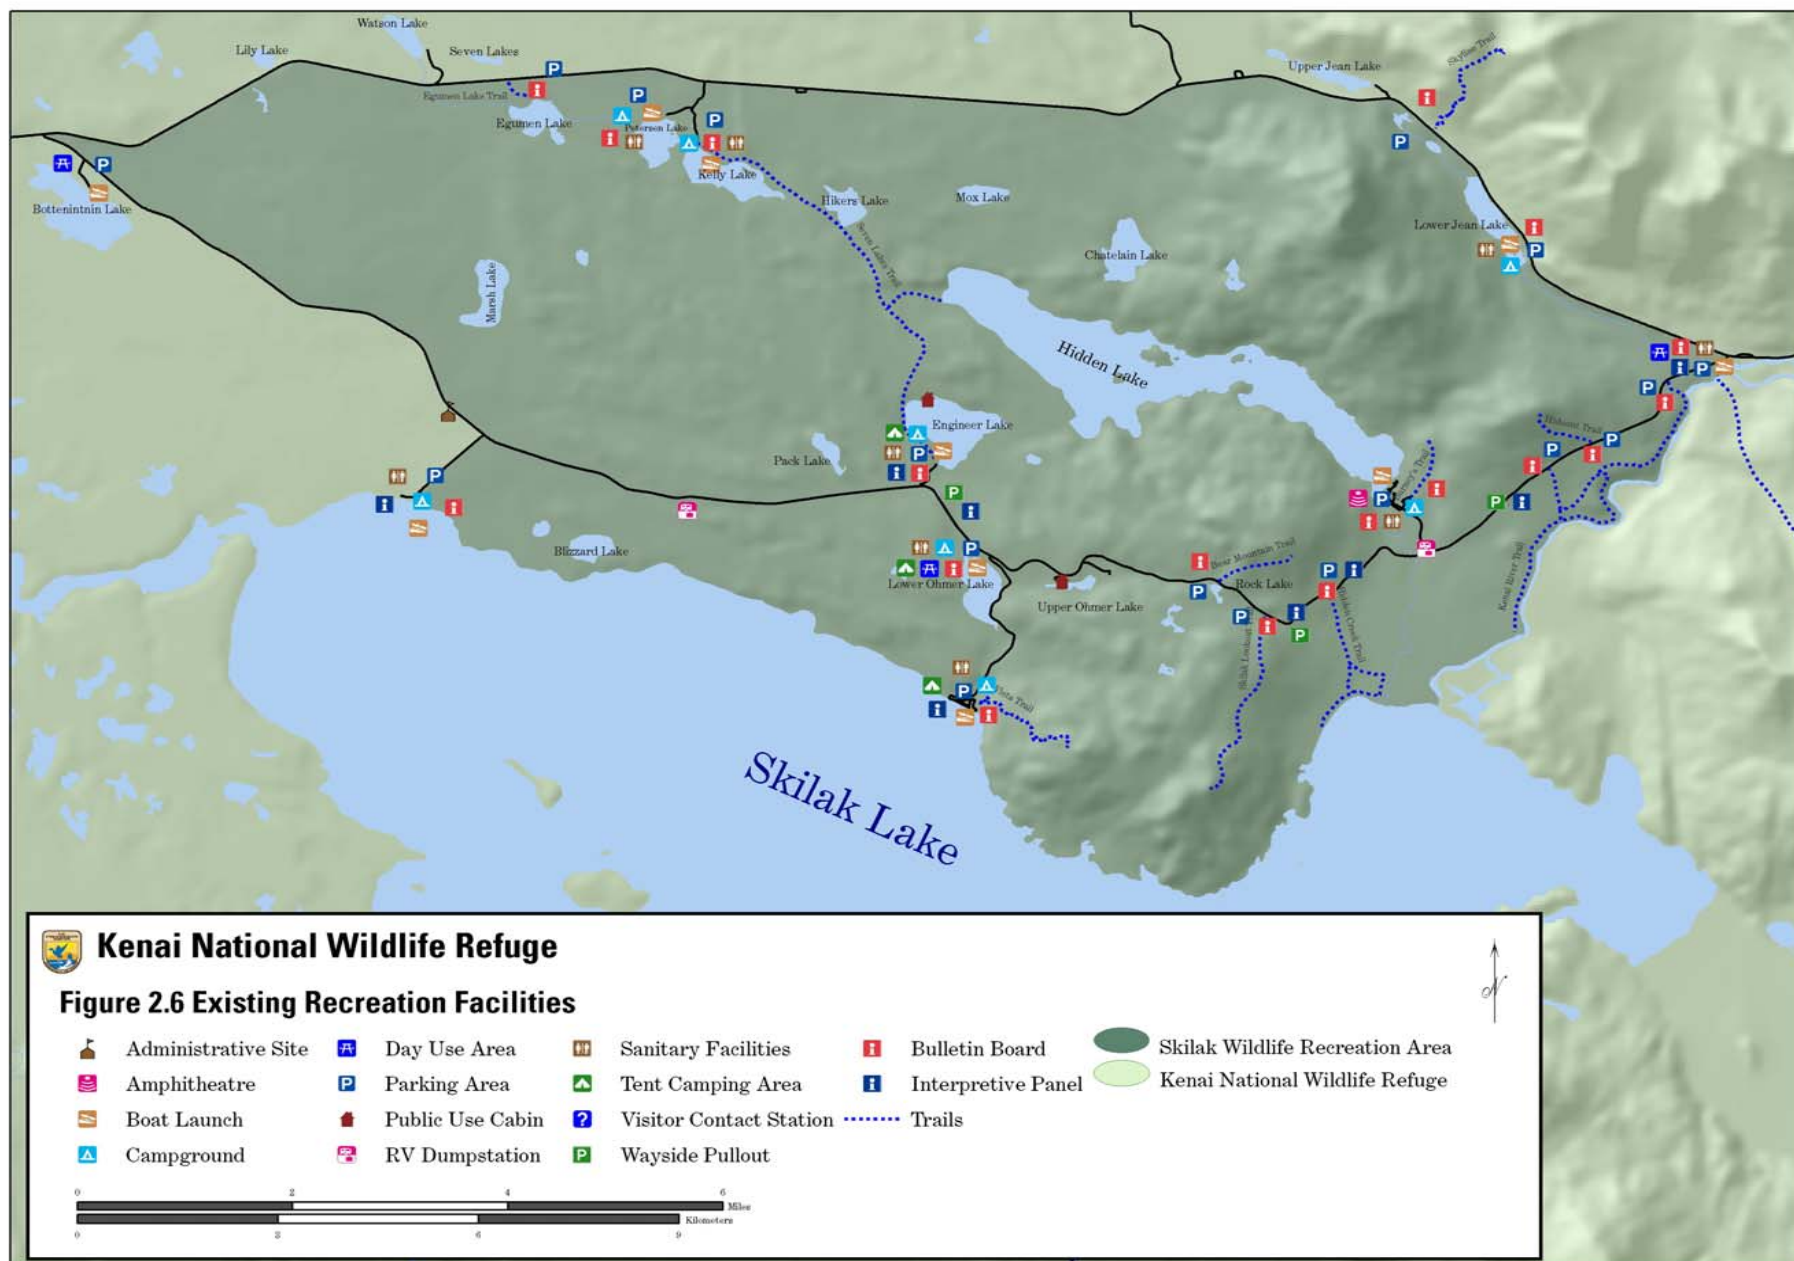 Watson Lake
Lily Lake
Seven Lakes
Upper Jean Lake
Skyline Trail
Egumen Lake Trail
Egumen Lake
Petersen Lake
Kelly Lake
Bottenintnin Lake
Hikers Lake
Mox Lake
Lower Jean Lake
Seven Lakes Trail
Chatelain Lake
Marsh Lake
Hidden Lake
Engineer Lake
Hideout Trail
Pack Lake
Blizzard Lake
Lower Ohmer Lake
Upper Ohmer Lake
Bear Mountain Trail
Rock Lake
Kenai River Trail
Hidden Creek Trail
Skilak Lookout Trail
Vista Trail
Skilak Lake
Kenai National Wildlife Refuge
Figure 2.6 Existing Recreation Facilities
N
Administrative Site
Day Use Area
Sanitary Facilities
Bulletin Board
Skilak Wildlife Recreation Area
Amphitheatre
Parking Area
Tent Camping Area
Interpretive Panel
Kenai National Wildlife Refuge
Boat Launch
Public Use Cabin
Visitor Contact Station
Trails
Campground
RV Dumpstation
Wayside Pullout
0 2 4 6
Miles
Kilometers
0 3 6 9